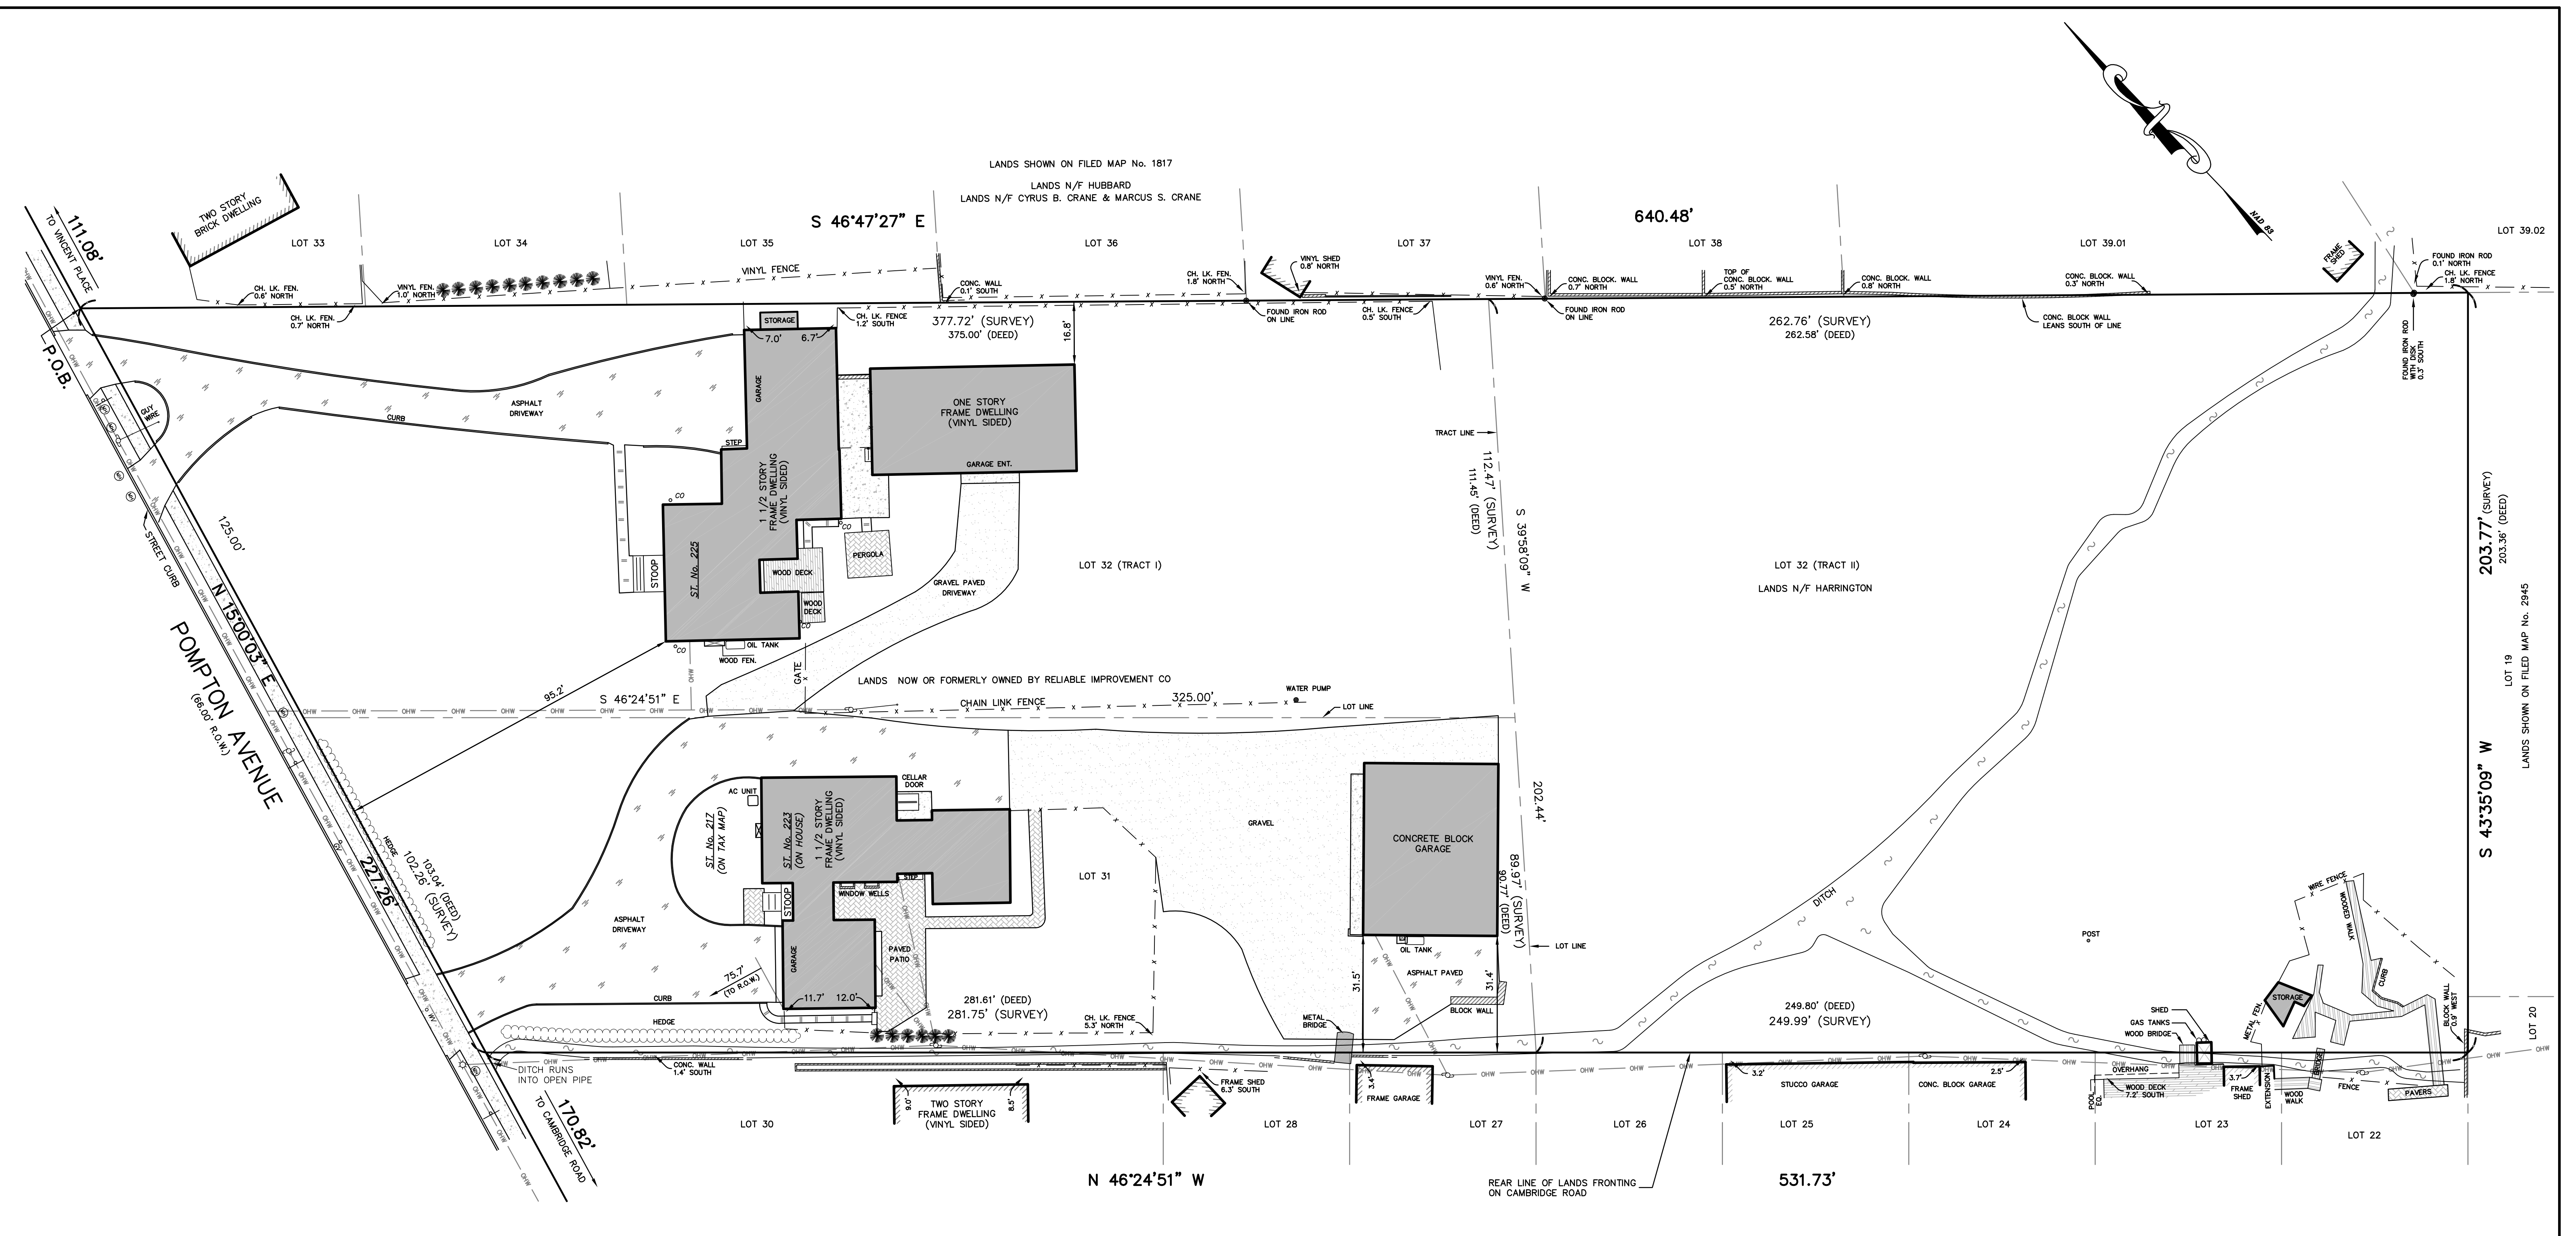 LANDS SHOWN ON FILED MAP No. 1817
LANDS N/F HUBBARD
LANDS N/F CYRUS B. CRANE & MARCUS S. CRANE
S 46°47'27" E
640.48'
NAD 83
111.08'
TO VINCENT PLACE
TWO STORY
BRICK DWELLING
LOT 33
LOT 34
LOT 35
LOT 36
LOT 37
LOT 38
LOT 39.01
LOT 39.02
VINYL FENCE
CH. LK. FEN.
0.6' NORTH
VINYL FEN.
1.0' NORTH
CH. LK. FEN.
0.7' NORTH
CONC. WALL
0.1' SOUTH
CH. LK. FEN.
1.8' NORTH
VINYL SHED
0.8' NORTH
VINYL FEN.
0.6' NORTH
CONC. BLOCK. WALL
0.7' NORTH
TOP OF
CONC. BLOCK. WALL
0.5' NORTH
CONC. BLOCK. WALL
0.8' NORTH
CONC. BLOCK. WALL
0.3' NORTH
FRAME
SHED
FOUND IRON ROD
0.1' NORTH
CH. LK. FENCE
1.8' NORTH
P.O.B.
STORAGE
7.0'
6.7'
CH. LK. FENCE
1.2' SOUTH
377.72' (SURVEY)
375.00' (DEED)
16.8'
FOUND IRON ROD
ON LINE
CH. LK. FENCE
0.5' SOUTH
FOUND IRON ROD
ON LINE
262.76' (SURVEY)
262.58' (DEED)
CONC. BLOCK WALL
LEANS SOUTH OF LINE
FOUND IRON ROD
WITH DISK
0.3' SOUTH
GUY
WIRE
CURB
ASPHALT
DRIVEWAY
GARAGE
STEP
ONE STORY
FRAME DWELLING
(VINYL SIDED)
GARAGE ENT.
1 1/2 STORY
FRAME DWELLING
(VINYL SIDED)
TRACT LINE
112.47' (SURVEY)
111.45' (DEED)
S 39°58'09" W
203.77' (SURVEY)
203.36' (DEED)
125.00'
STREET CURB
CO
CO
STOOP
ST. No. 225
WOOD DECK
WOOD
DECK
CO
PERGOLA
GRAVEL PAVED
DRIVEWAY
LOT 32 (TRACT I)
LOT 32 (TRACT II)
LANDS N/F HARRINGTON
N 15°00'03" E
CO
OIL TANK
WOOD FEN.
GATE
95.2'
LANDS NOW OR FORMERLY OWNED BY RELIABLE IMPROVEMENT CO
S 46°24'51" E
CHAIN LINK FENCE
325.00'
WATER PUMP
LOT LINE
LOT 19
LANDS SHOWN ON FILED MAP No. 2945
POMPTON AVENUE
(66.00' R.O.W.)
OHW
OHW
OHW
OHW
OHW
OHW
OHW
OHW
OHW
HEDGE
227.26'
103.04' (DEED)
102.26' (SURVEY)
AC UNIT
CELLAR
DOOR
ST. No. 217
(ON TAX MAP)
ST. No. 223
(ON HOUSE)
1 1/2 STORY
FRAME DWELLING
(VINYL SIDED)
GRAVEL
CONCRETE BLOCK
GARAGE
202.44'
S 43°35'09" W
89.97' (SURVEY)
90.77' (DEED)
LOT 31
STEP
WINDOW WELLS
STOOP
ASPHALT
DRIVEWAY
GARAGE
PAVED
PATIO
75.7'
(TO R.O.W.)
OIL TANK
ASPHALT PAVED
LOT LINE
DITCH
POST
WIRE FENCE
WOODED WALK
CURB
31.5'
31.4'
BLOCK WALL
CURB
11.7'
12.0'
281.61' (DEED)
281.75' (SURVEY)
HEDGE
CH. LK. FENCE
5.3' NORTH
METAL
BRIDGE
249.80' (DEED)
249.99' (SURVEY)
SHED
GAS TANKS
WOOD BRIDGE
METAL FEN.
STORAGE
BLOCK WALL
0.9' WEST
LOT 20
DITCH RUNS
INTO OPEN PIPE
CONC. WALL
1.4' SOUTH
9.0'
8.5'
TWO STORY
FRAME DWELLING
(VINYL SIDED)
FRAME SHED
6.3' SOUTH
3.4'
FRAME GARAGE
3.2'
STUCCO GARAGE
CONC. BLOCK GARAGE
2.5'
OVERHANG
POOL
EQ.
WOOD DECK
7.2' SOUTH
3.7'
FRAME
SHED
EXTENSION
WOOD
WALK
BRIDGE
FENCE
PAVERS
170.82'
TO CAMBRIDGE ROAD
LOT 30
LOT 28
LOT 27
LOT 26
LOT 25
LOT 24
LOT 23
LOT 22
N 46°24'51" W
REAR LINE OF LANDS FRONTING
ON CAMBRIDGE ROAD
531.73'